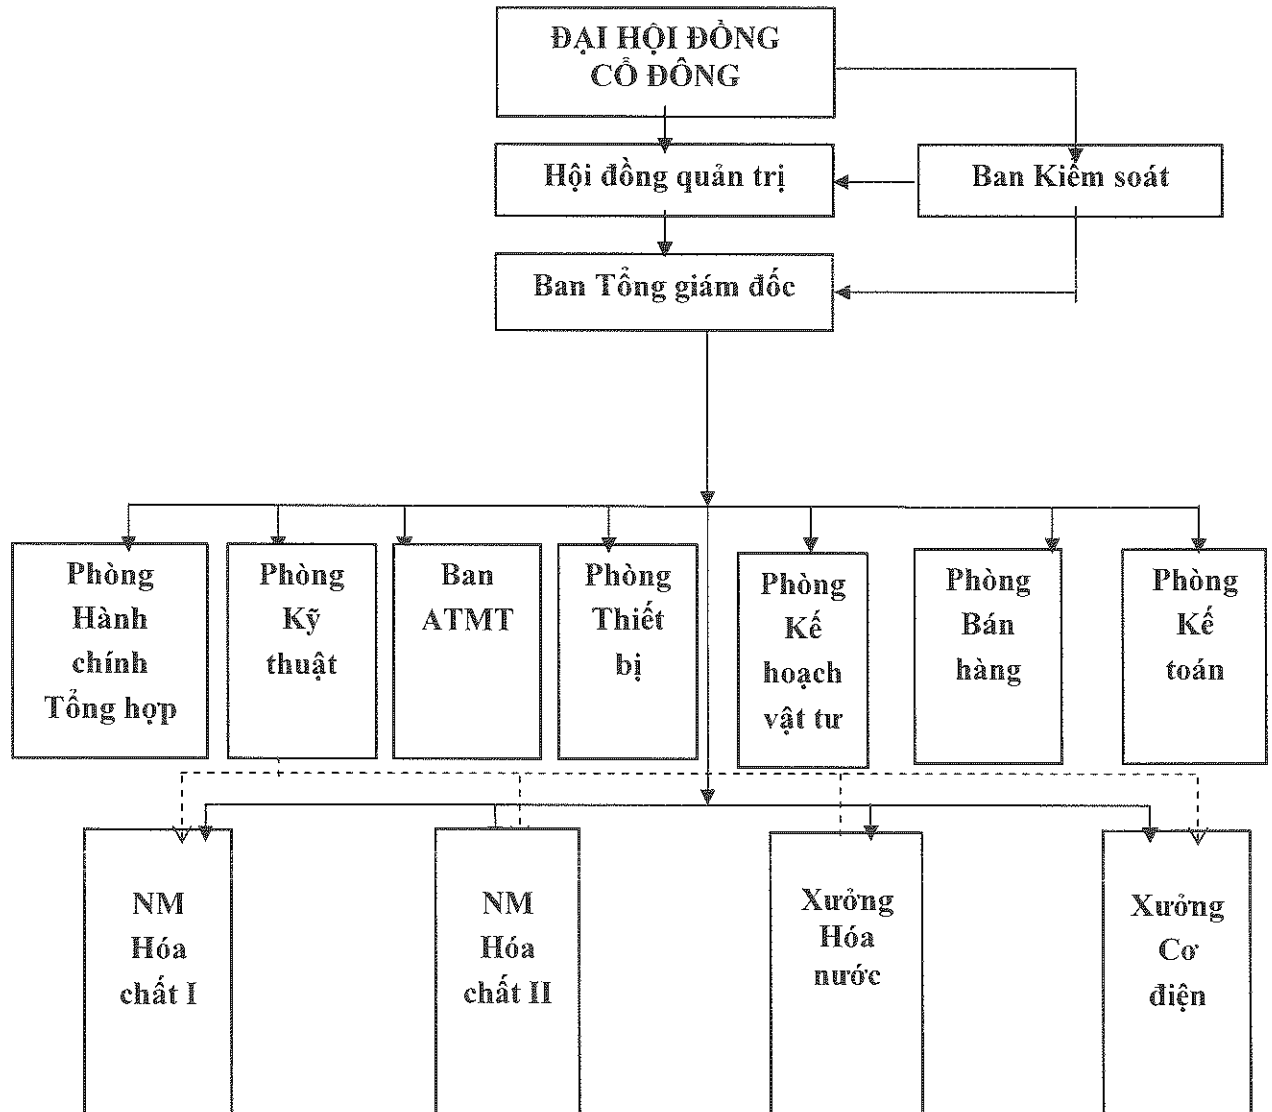 ĐẠI HỘI ĐỒNG
CỔ ĐÔNG
Hội đồng quản trị
Ban Kiểm soát
Ban Tổng giám đốc
Phòng
Hành
chính
Tổng hợp
Phòng
Kỹ
thuật
Ban
ATMT
Phòng
Thiết
bị
Phòng
Kế
hoạch
vật tư
Phòng
Bán
hàng
Phòng
Kế
toán
NM
Hóa
chất I
NM
Hóa
chất II
Xưởng
Hóa
nước
Xưởng
Cơ
điện